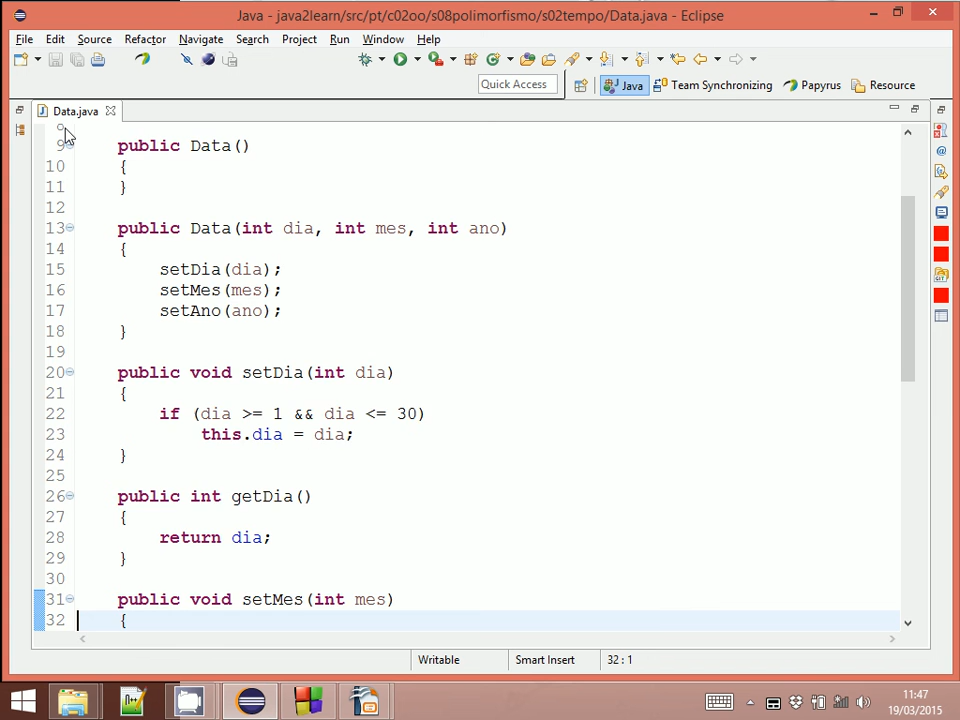 Java - java2learn/src/pt/c02oo/s08polimorfismo/s02tempo/Data.java - Eclipse
File Edit Source Refactor Navigate Search Project Run Window Help
Quick Access Java Team Synchronizing Papyrus Resource
Data.java
9 public Data()
10 {
11 }
12
13 public Data(int dia, int mes, int ano)
14 {
15 setDia(dia);
16 setMes(mes);
17 setAno(ano);
18 }
19
20 public void setDia(int dia)
21 {
22 if (dia >= 1 && dia <= 30)
23 this.dia = dia;
24 }
25
26 public int getDia()
27 {
28 return dia;
29 }
30
31 public void setMes(int mes)
32 {
Writable Smart Insert 32 : 1
11:47
19/03/2015